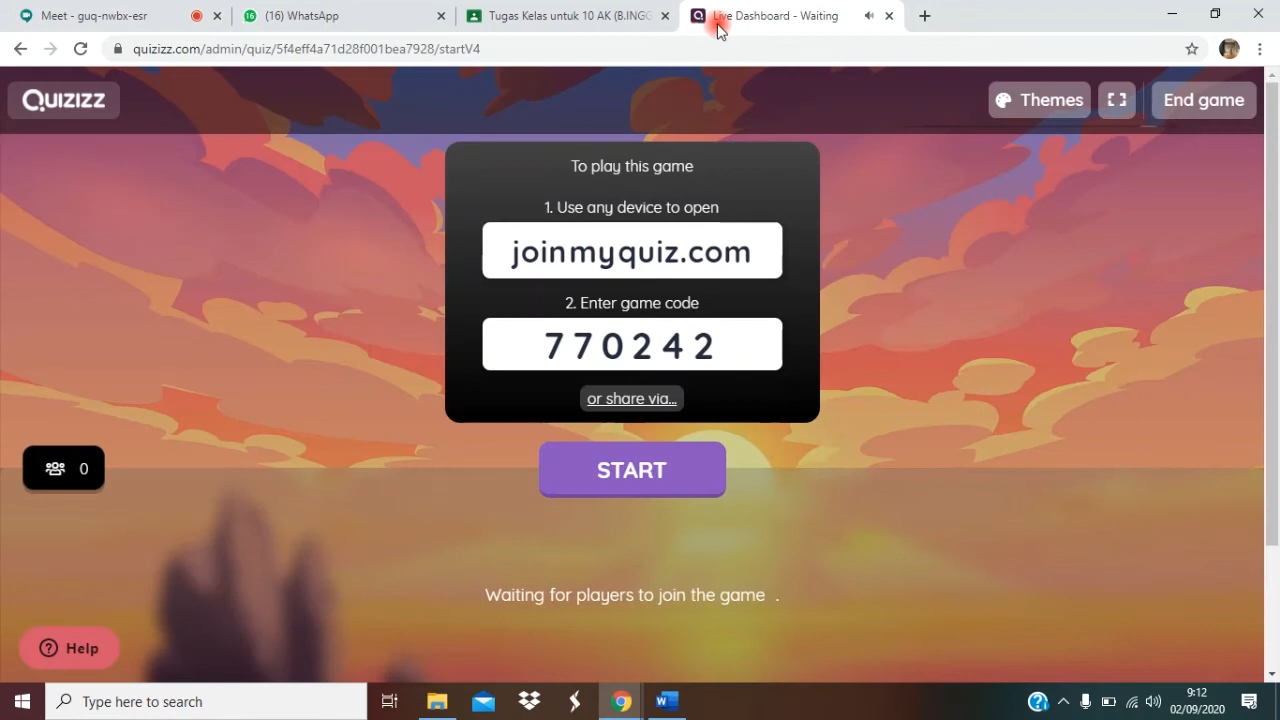 Meet - guq-nwbx-esr
(16) WhatsApp
Tugas Kelas untuk 10 AK (B.INGG
Live Dashboard - Waiting
quizizz.com/admin/quiz/5f4eff4a71d28f001bea7928/startV4
Quizizz
Themes
End game
To play this game
1. Use any device to open
joinmyquiz.com
2. Enter game code
770242
or share via...
0
START
Waiting for players to join the game .
Help
Type here to search
9:12
02/09/2020